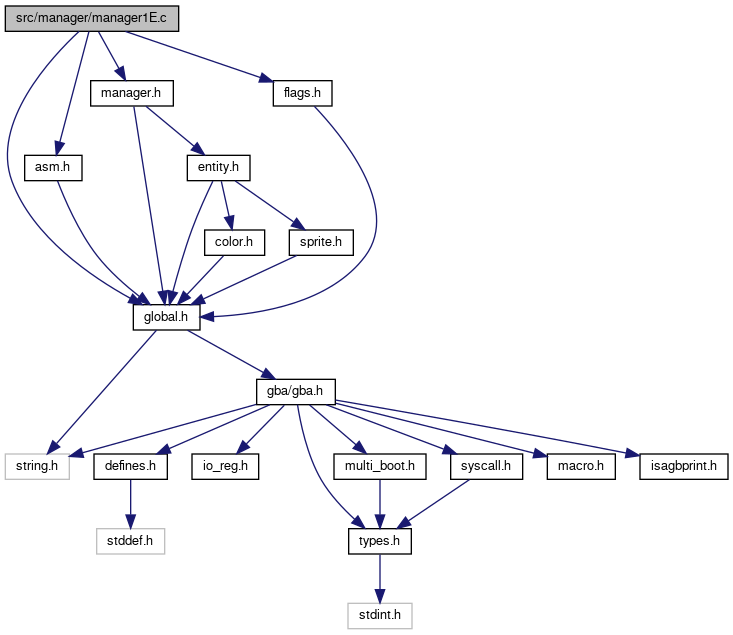 src/manager/manager1E.c
manager.h
flags.h
asm.h
entity.h
color.h
sprite.h
global.h
gba/gba.h
string.h
defines.h
io_reg.h
multi_boot.h
syscall.h
macro.h
isagbprint.h
stddef.h
types.h
stdint.h